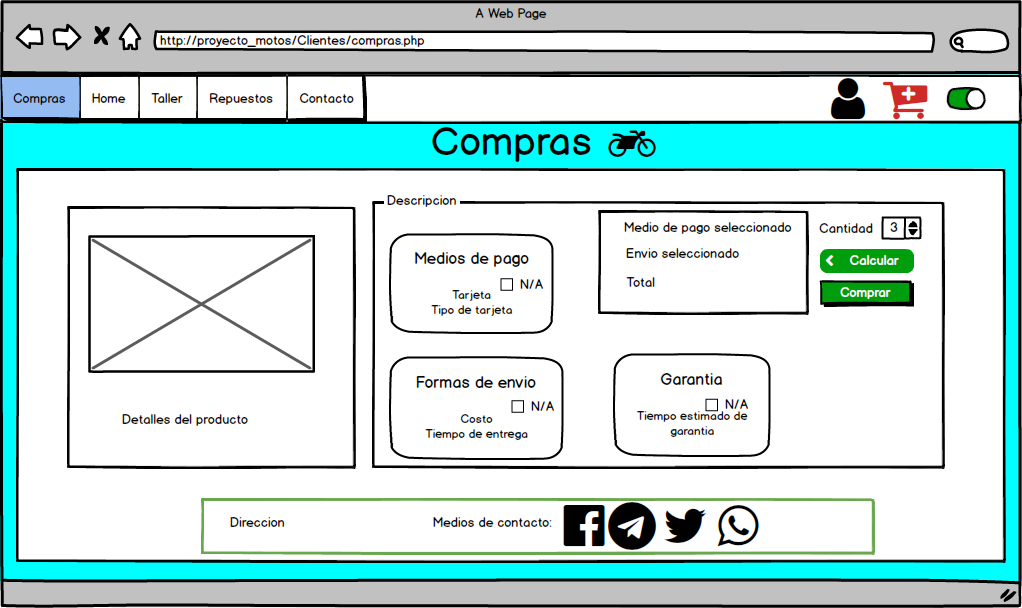 A Web Page
http://proyecto_motos/Clientes/compras.php
Compras
Home
Taller
Repuestos
Contacto
Compras
Detalles del producto
Descripcion
Medios de pago
N/A
Tarjeta
Tipo de tarjeta
Medio de pago seleccionado
Envio seleccionado
Total
Cantidad 3
Calcular
Comprar
Formas de envio
N/A
Costo
Tiempo de entrega
Garantia
N/A
Tiempo estimado de
garantia
Direccion
Medios de contacto: